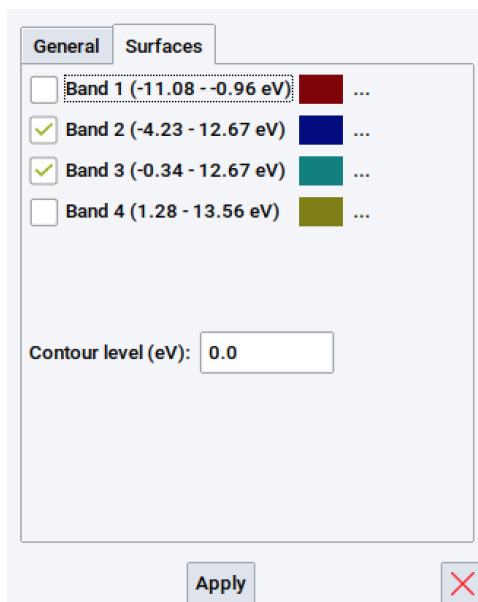 General Surfaces
Band 1 (-11.08 - -0.96 eV) ...
Band 2 (-4.23 - 12.67 eV) ...
Band 3 (-0.34 - 12.67 eV) ...
Band 4 (1.28 - 13.56 eV) ...
Contour level (eV): 0.0
Apply